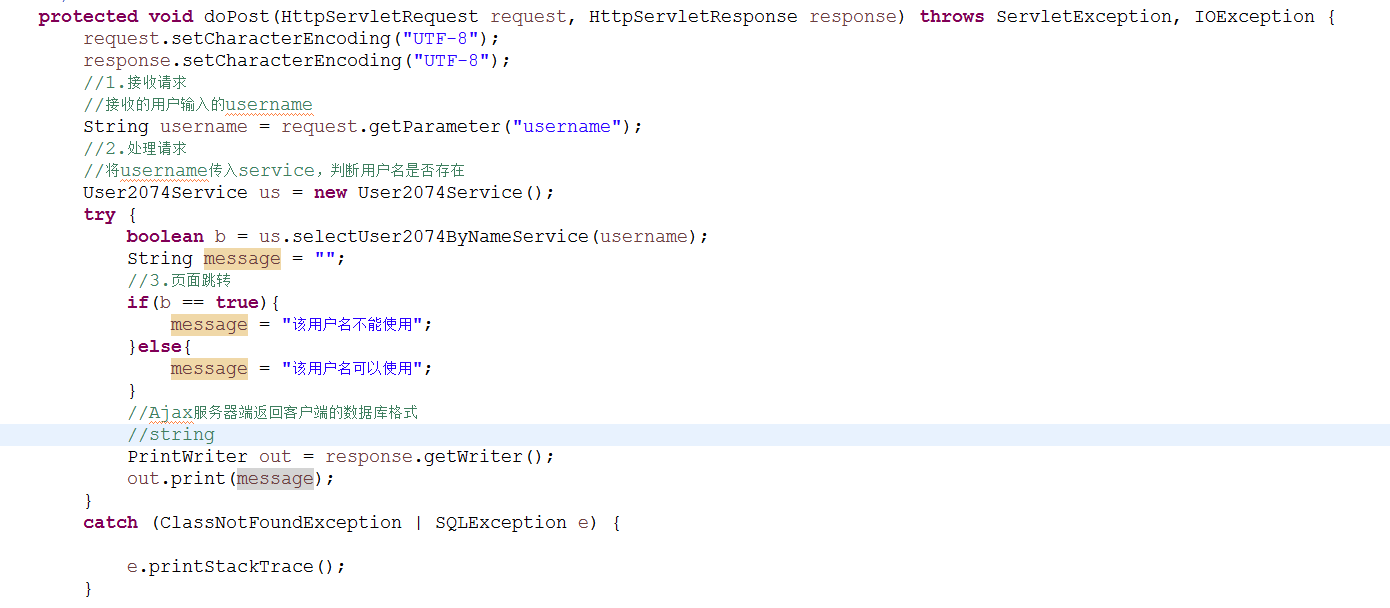 protected void doPost(HttpServletRequest request, HttpServletResponse response) throws ServletException, IOException {
request.setCharacterEncoding("UTF-8");
response.setCharacterEncoding("UTF-8");
//1.接收请求
//接收的用户输入的username
String username = request.getParameter("username");
//2.处理请求
//将username传入service，判断用户名是否存在
User2074Service us = new User2074Service();
try {
boolean b = us.selectUser2074ByNameService(username);
String message = "";
//3.页面跳转
if(b == true){
message = "该用户名不能使用";
}else{
message = "该用户名可以使用";
}
//Ajax服务器端返回客户端的数据库格式
//string
PrintWriter out = response.getWriter();
out.print(message);
}
catch (ClassNotFoundException | SQLException e) {
e.printStackTrace();
}